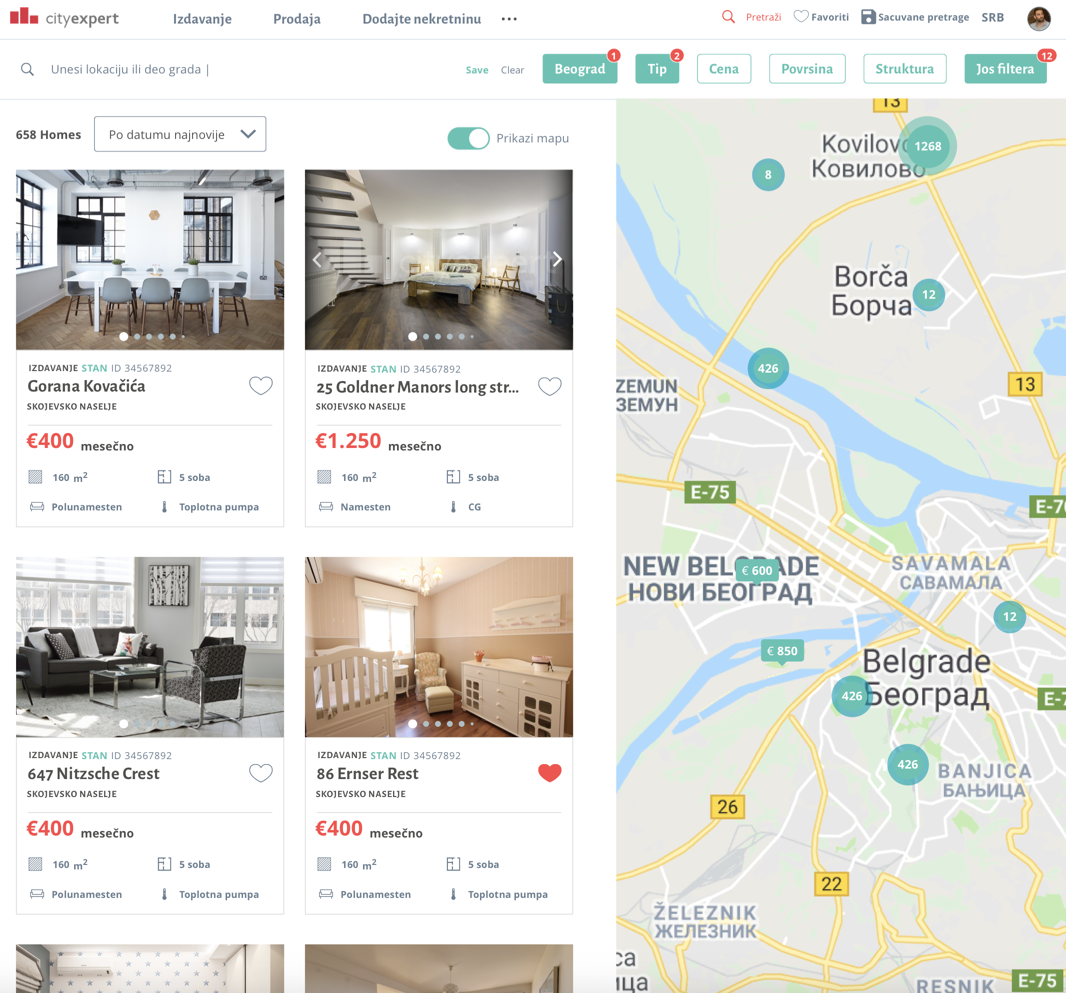 cityexpert
Izdavanje
Prodaja
Dodajte nekretninu
Pretraži
Favoriti
Sacuvane pretrage
SRB
Unesi lokaciju ili deo grada |
Save
Clear
Beograd
1
Tip
2
Cena
Povrsina
Struktura
Jos filtera
12
658 Homes
Po datumu najnovije
Prikazi mapu
IZDAVANJE STAN ID 34567892
Gorana Kovačića
SKOJEVSKO NASELJE
€400 mesečno
160 m²
5 soba
Polunamesten
Toplotna pumpa
IZDAVANJE STAN ID 34567892
25 Goldner Manors long str...
SKOJEVSKO NASELJE
€1.250 mesečno
160 m²
5 soba
Namesten
CG
IZDAVANJE STAN ID 34567892
647 Nitzsche Crest
SKOJEVSKO NASELJE
€400 mesečno
160 m²
5 soba
Polunamesten
Toplotna pumpa
IZDAVANJE STAN ID 34567892
86 Ernser Rest
SKOJEVSKO NASELJE
€400 mesečno
160 m²
5 soba
Polunamesten
Toplotna pumpa
13
1268
Ковилово
8
Borča
Борча
12
426
ZEMUN
ЗЕМУН
13
E-75
NEW BELGRADE
НОВИ БЕОГРАД
€ 600
SAVAMALA
САВАМАЛА
12
€ 850
Belgrade
Београд
426
426
BANJICA
БАЊИЦА
26
22
ŽELEZNIK
ЖЕЛЕЗНИК
RESNIK
E-75